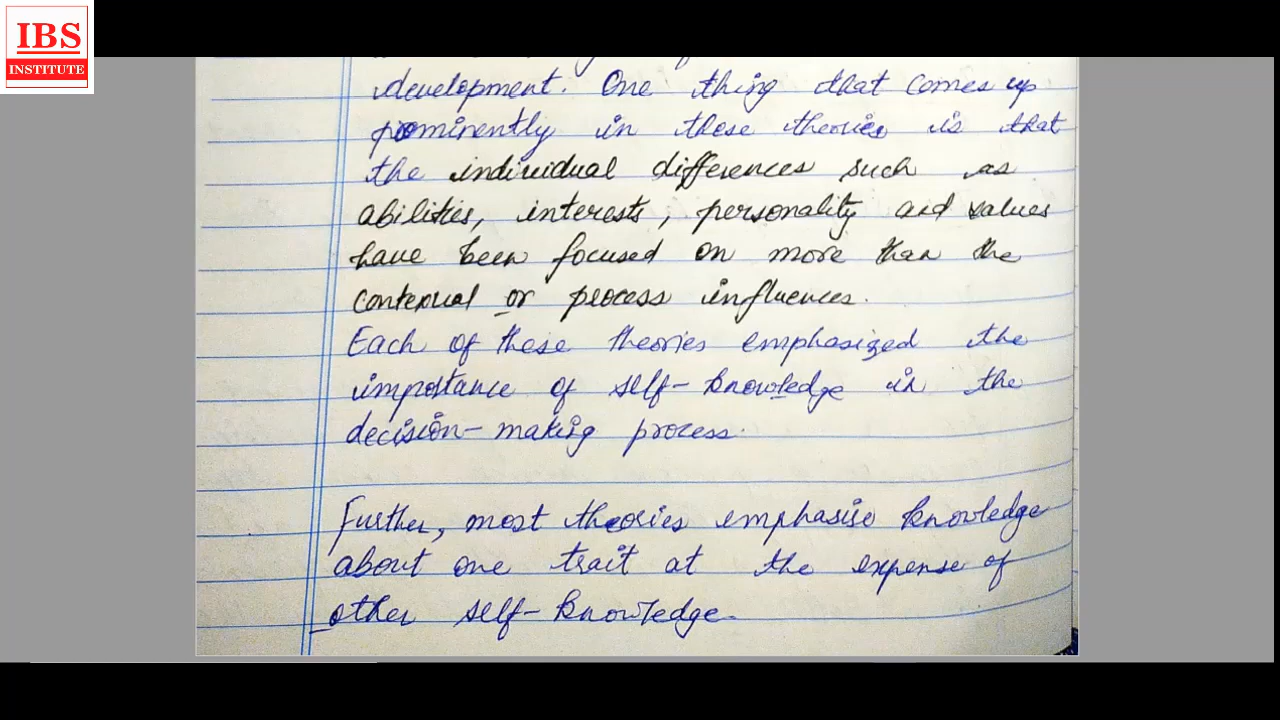 IBS
INSTITUTE
development. One thing that comes up
prominently in these theories is that
the individual differences such as
abilities, interests, personality and values
have been focused on more than the
contexual or process influences.
Each of these theories emphasized the
importance of self-knowledge in the
decision-making process.
Further, most theories emphasise knowledge
about one trait at the expense of
other self-knowledge.